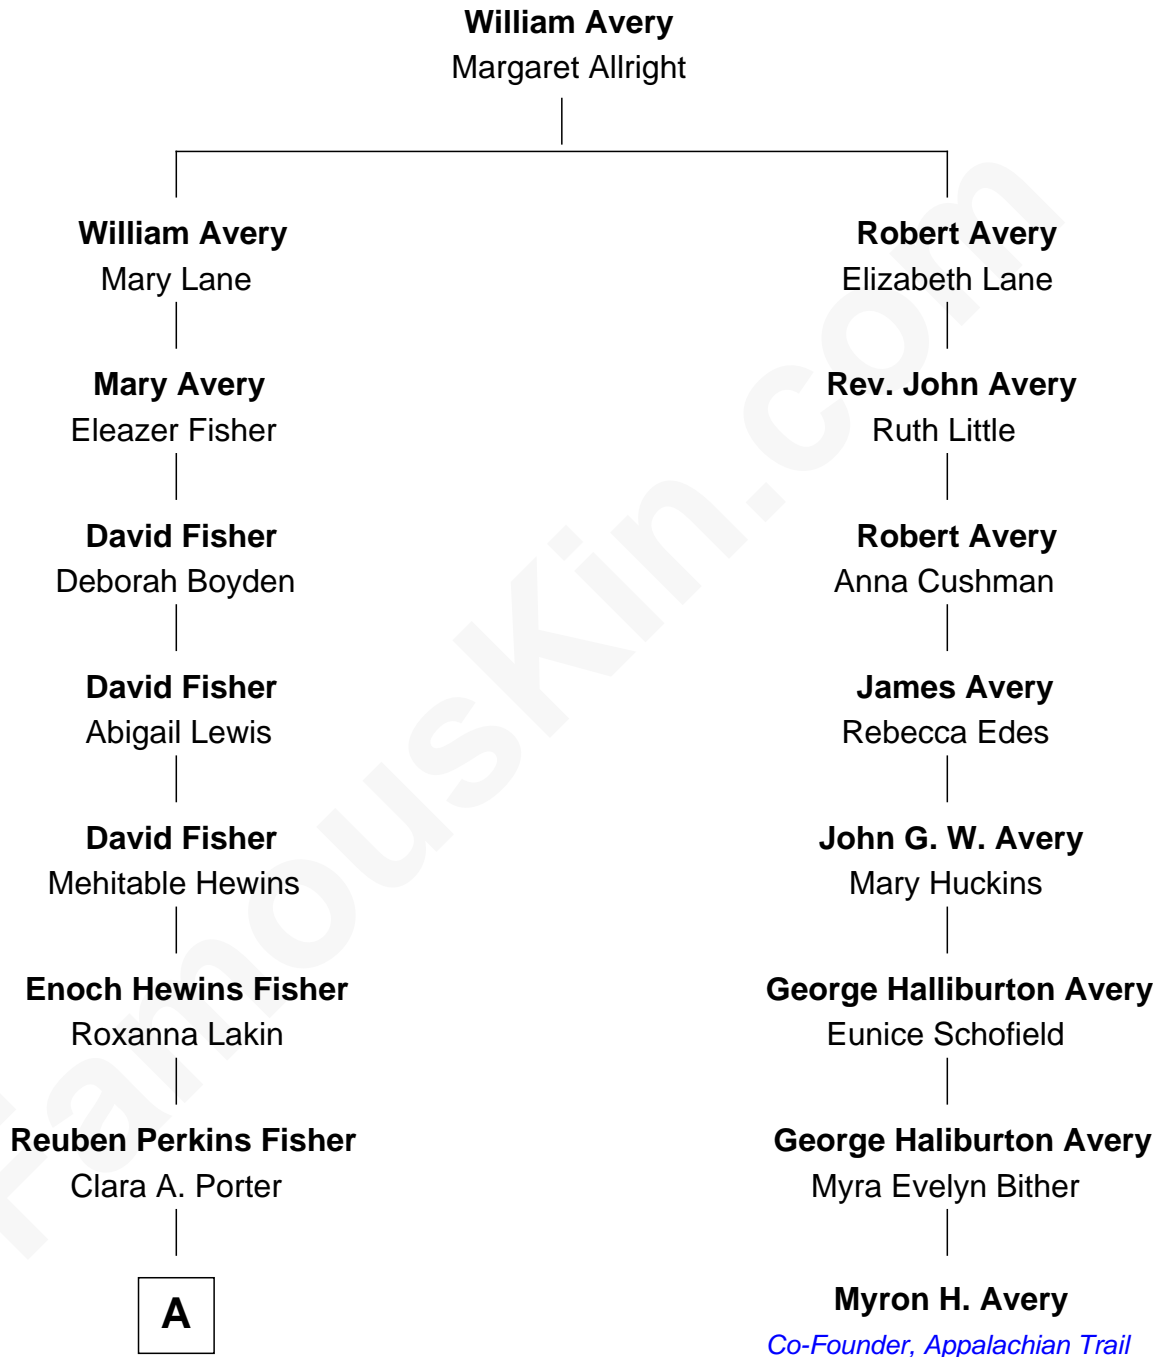 William Avery
Margaret Allright
William Avery
Mary Lane
Robert Avery
Elizabeth Lane
Mary Avery
Eleazer Fisher
Rev. John Avery
Ruth Little
David Fisher
Deborah Boyden
Robert Avery
Anna Cushman
David Fisher
Abigail Lewis
James Avery
Rebecca Edes
David Fisher
Mehitable Hewins
John G. W. Avery
Mary Huckins
Enoch Hewins Fisher
Roxanna Lakin
George Halliburton Avery
Eunice Schofield
Reuben Perkins Fisher
Clara A. Porter
George Haliburton Avery
Myra Evelyn Bither
A
Myron H. Avery
Co-Founder, Appalachian Trail
FamousKin.com